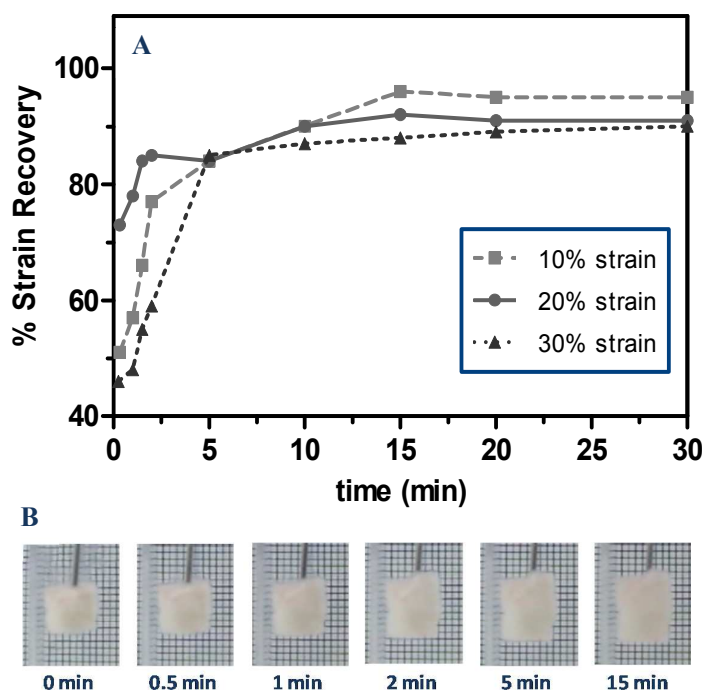 A
100
80
60
40
% Strain Recovery
10% strain
20% strain
30% strain
0 5 10 15 20 25 30
time (min)
B
0 min 0.5 min 1 min 2 min 5 min 15 min